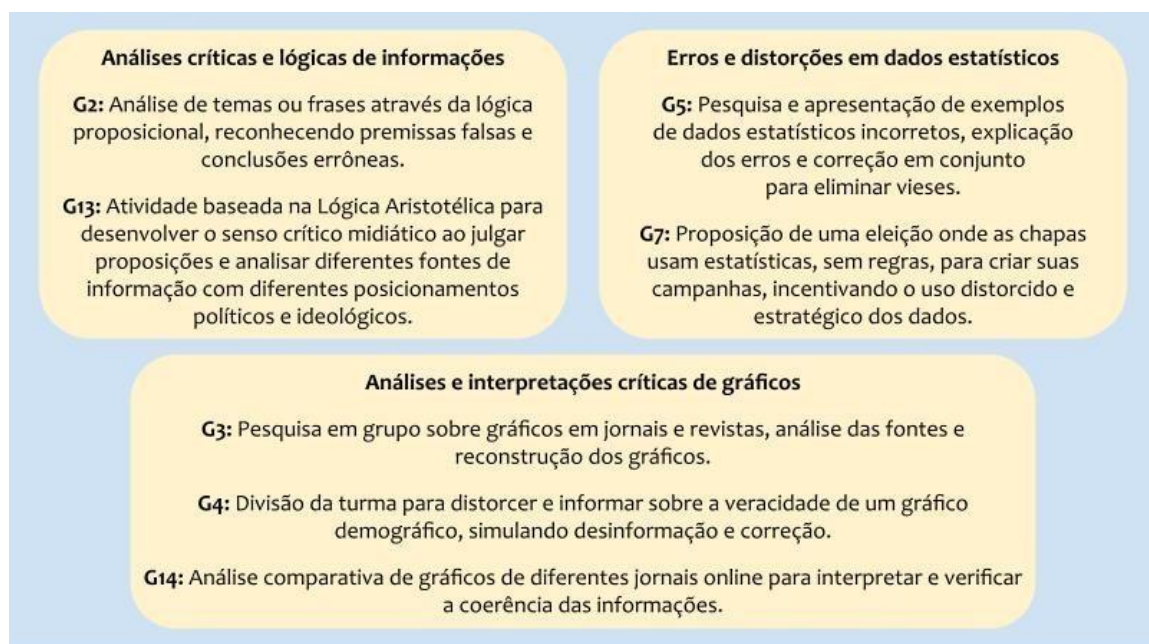 Análises críticas e lógicas de informações
G2: Análise de temas ou frases através da lógica
proposicional, reconhecendo premissas falsas e
conclusões errôneas.
G13: Atividade baseada na Lógica Aristotélica para
desenvolver o senso crítico midiático ao julgar
proposições e analisar diferentes fontes de
informação com diferentes posicionamentos
políticos e ideológicos.
Erros e distorções em dados estatísticos
G5: Pesquisa e apresentação de exemplos
de dados estatísticos incorretos, explicação
dos erros e correção em conjunto
para eliminar vieses.
G7: Proposição de uma eleição onde as chapas
usam estatísticas, sem regras, para criar suas
campanhas, incentivando o uso distorcido e
estratégico dos dados.
Análises e interpretações críticas de gráficos
G3: Pesquisa em grupo sobre gráficos em jornais e revistas, análise das fontes e
reconstrução dos gráficos.
G4: Divisão da turma para distorcer e informar sobre a veracidade de um gráfico
demográfico, simulando desinformação e correção.
G14: Análise comparativa de gráficos de diferentes jornais online para interpretar e verificar
a coerência das informações.